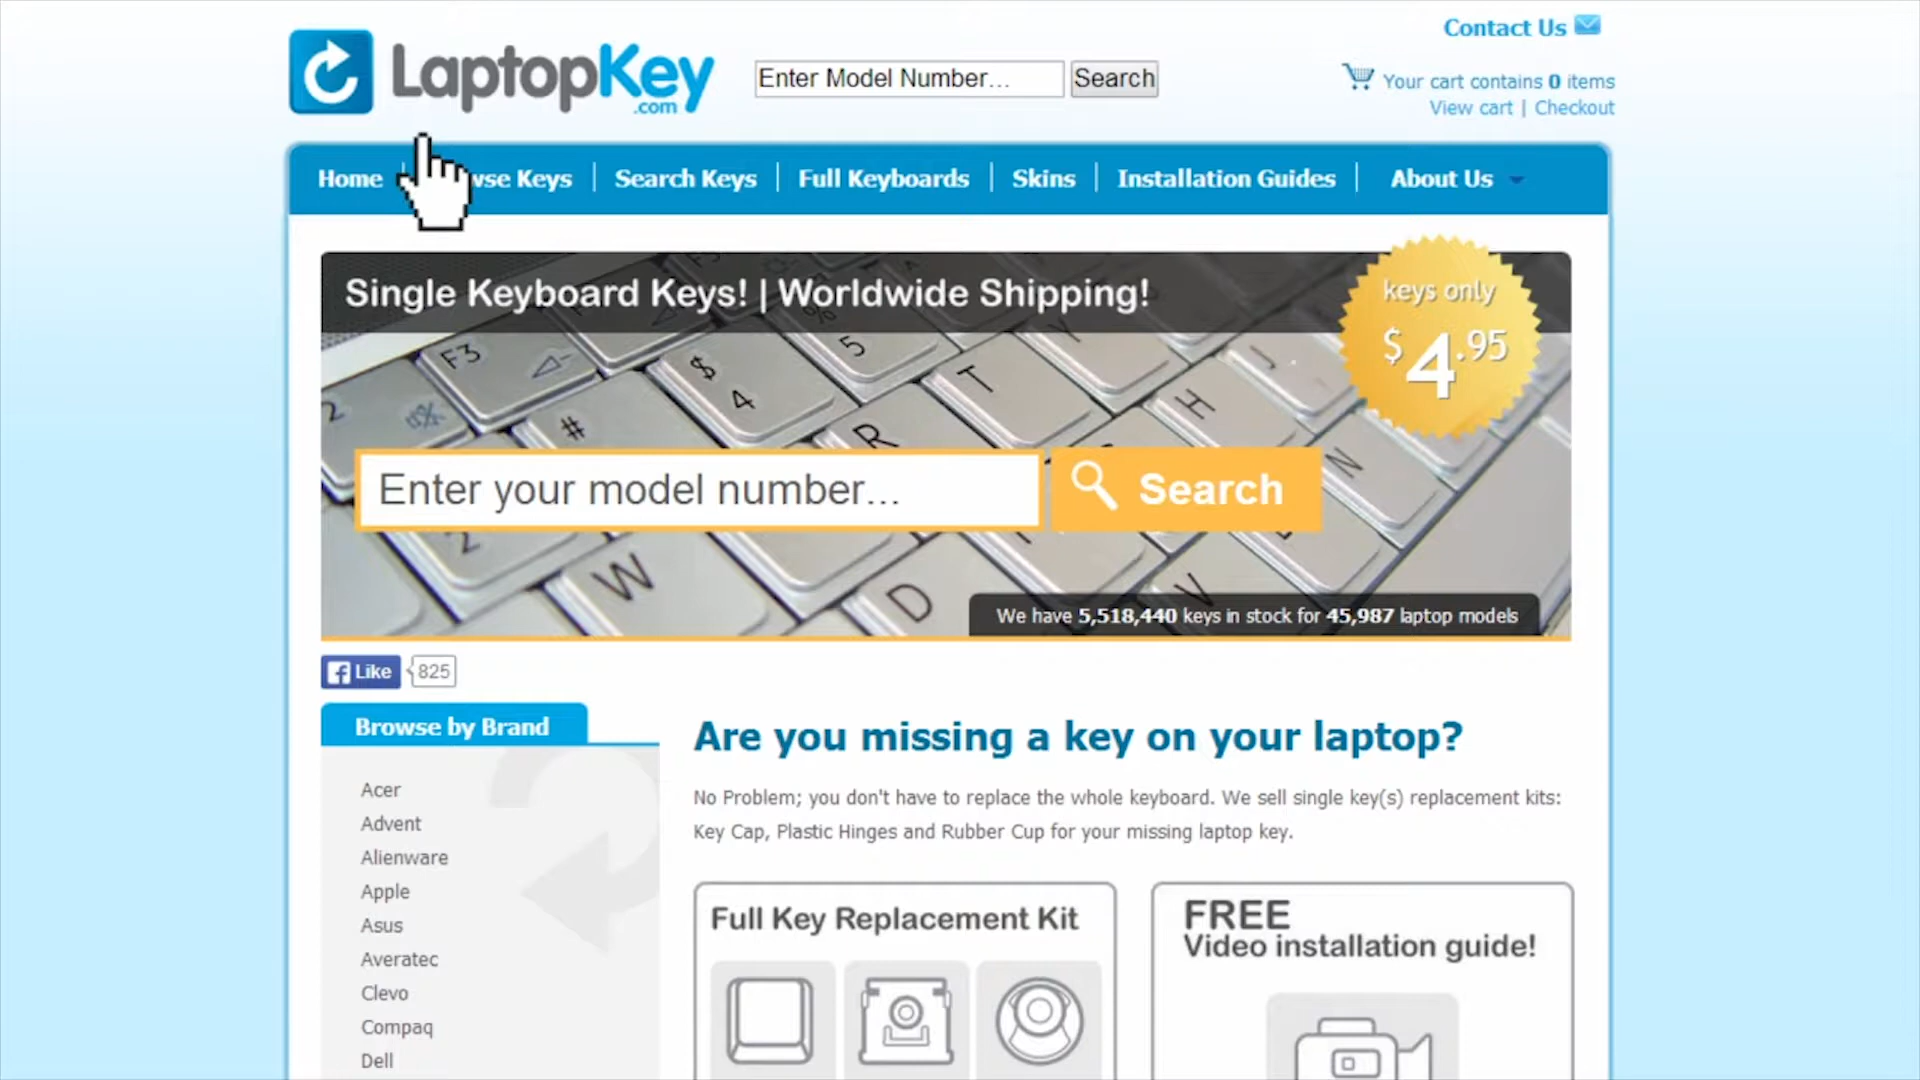 Contact Us
LaptopKey
.com
Enter Model Number...
Search
Your cart contains 0 items
View cart | Checkout
Home
wse Keys
Search Keys
Full Keyboards
Skins
Installation Guides
About Us
Single Keyboard Keys! | Worldwide Shipping!
keys only
$4.95
F3
$
4
5
T
2
#
R
H
N
Enter your model number...
Search
W
D
V
We have 5,518,440 keys in stock for 45,987 laptop models
Like
825
Browse by Brand
Acer
Advent
Alienware
Apple
Asus
Averatec
Clevo
Compaq
Dell
Are you missing a key on your laptop?
No Problem; you don't have to replace the whole keyboard. We sell single key(s) replacement kits:
Key Cap, Plastic Hinges and Rubber Cup for your missing laptop key.
Full Key Replacement Kit
FREE
Video installation guide!